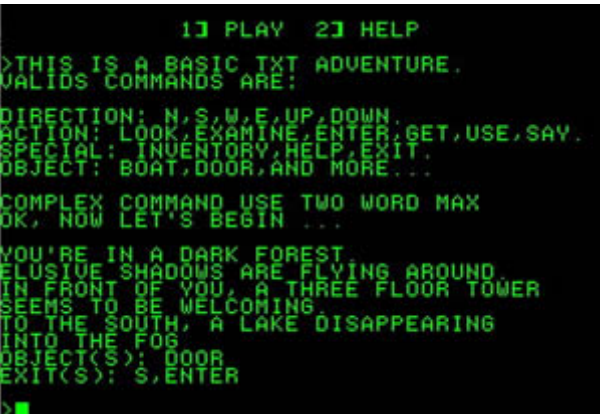 1] PLAY 2] HELP
>THIS IS A BASIC TXT ADVENTURE.
VALIDS COMMANDS ARE:
DIRECTION: N,S,W,E,UP,DOWN.
ACTION: LOOK,EXAMINE,ENTER,GET,USE,SAY.
SPECIAL: INVENTORY,HELP,EXIT.
OBJECT: BOAT,DOOR,AND MORE...
COMPLEX COMMAND USE TWO WORD MAX
OK, NOW LET'S BEGIN ...
YOU'RE IN A DARK FOREST.
ELUSIVE SHADOWS ARE FLYING AROUND.
IN FRONT OF YOU, A THREE FLOOR TOWER
SEEMS TO BE WELCOMING.
TO THE SOUTH, A LAKE DISAPPEARING
INTO THE FOG
OBJECT(S): DOOR
EXIT(S): S,ENTER
>